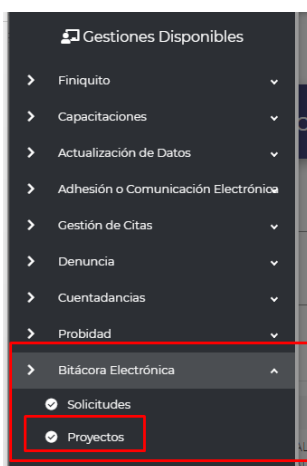 Gestiones Disponibles
Finiquito
Capacitaciones
Actualización de Datos
Adhesión o Comunicación Electrónica
Gestión de Citas
Denuncia
Cuentadancias
Probidad
Bitácora Electrónica
Solicitudes
Proyectos